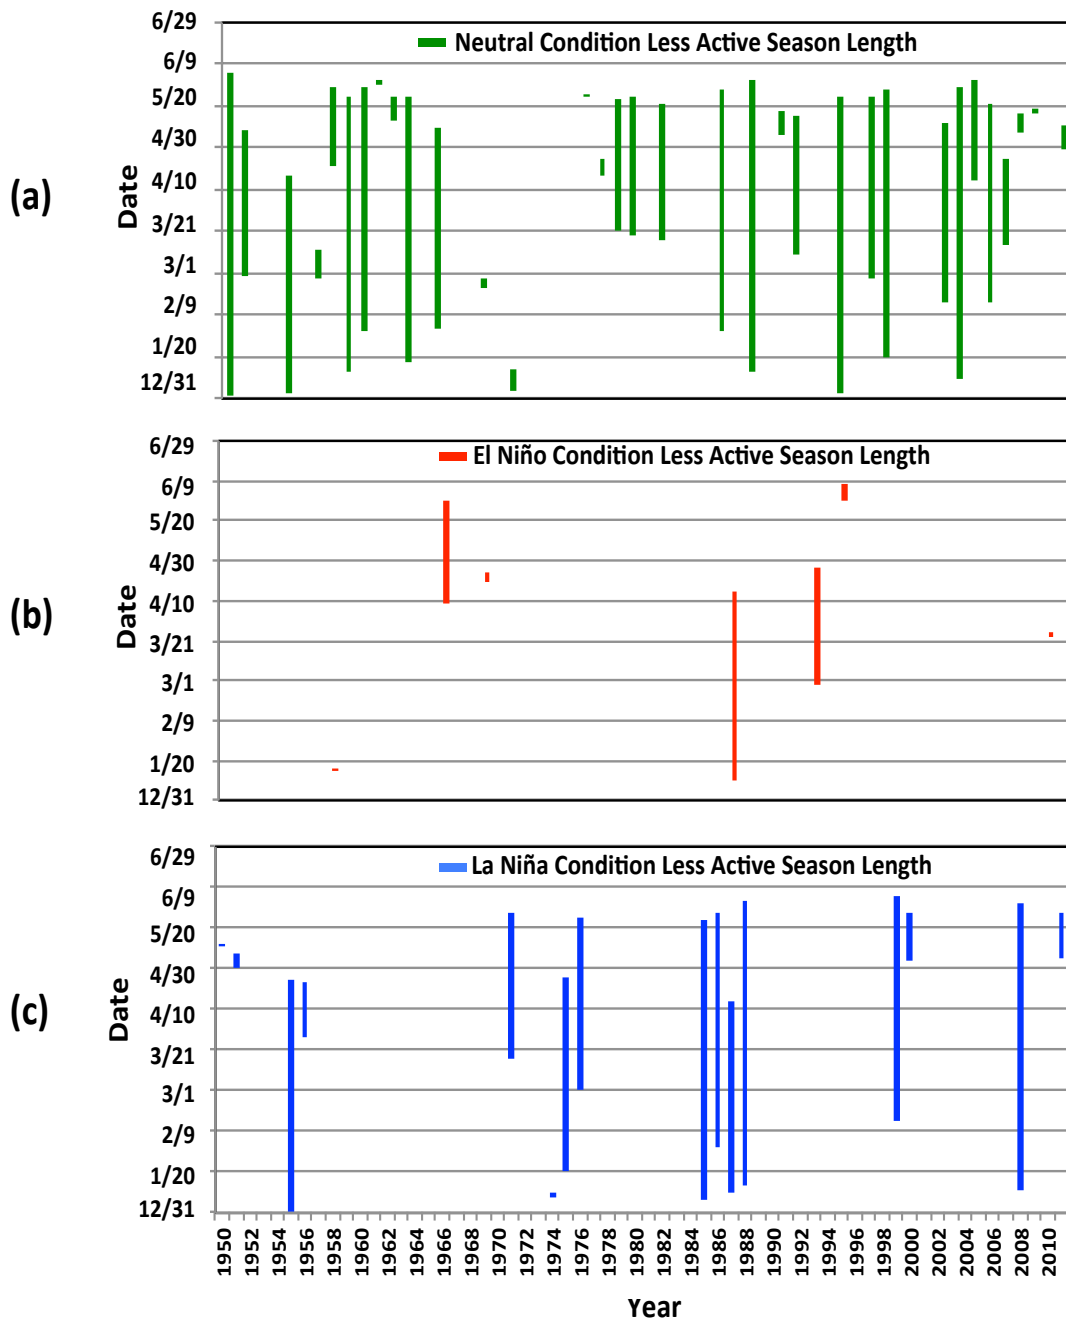 (a)
Date
6/29
6/9
5/20
4/30
4/10
3/21
3/1
2/9
1/20
12/31
Neutral Condition Less Active Season Length
(b)
Date
6/29
6/9
5/20
4/30
4/10
3/21
3/1
2/9
1/20
12/31
El Niño Condition Less Active Season Length
(c)
Date
6/29
6/9
5/20
4/30
4/10
3/21
3/1
2/9
1/20
12/31
La Niña Condition Less Active Season Length
1950 1952 1954 1956 1958 1960 1962 1964 1966 1968 1970 1972 1974 1976 1978 1980 1982 1984 1986 1988 1990 1992 1994 1996 1998 2000 2002 2004 2006 2008 2010
Year